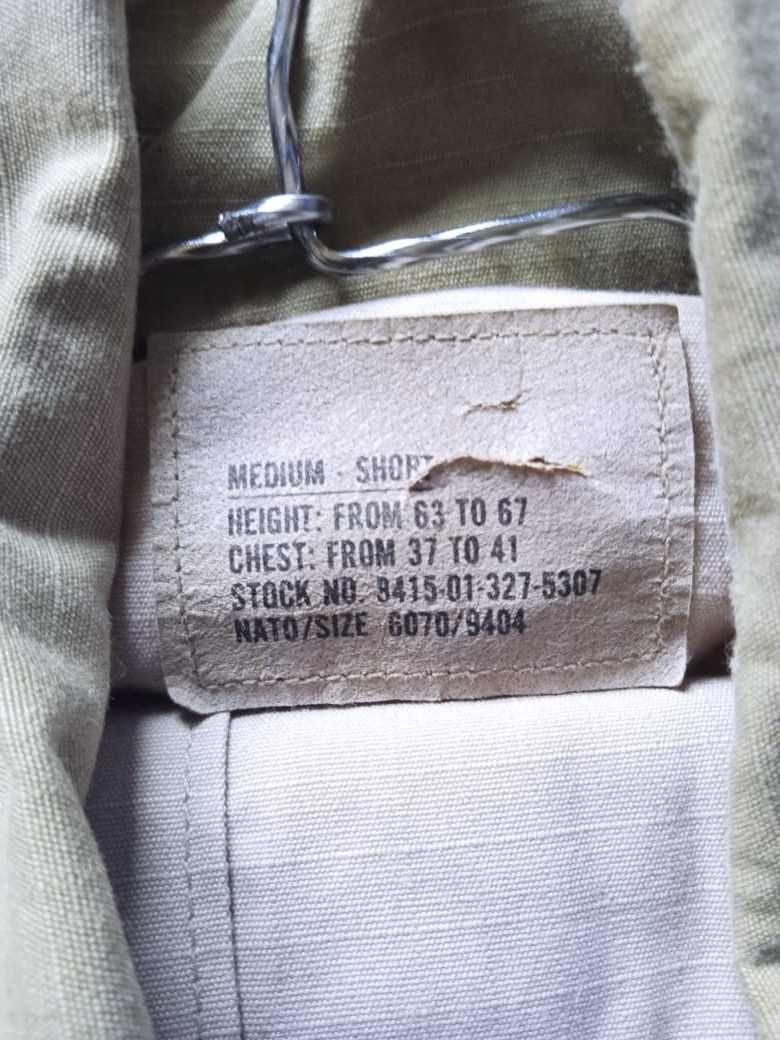 MEDIUM - SHORT
HEIGHT: FROM 63 TO 67
CHEST: FROM 37 TO 41
STOCK NO. 8415-01-327-5307
NATO/SIZE 6070/9404